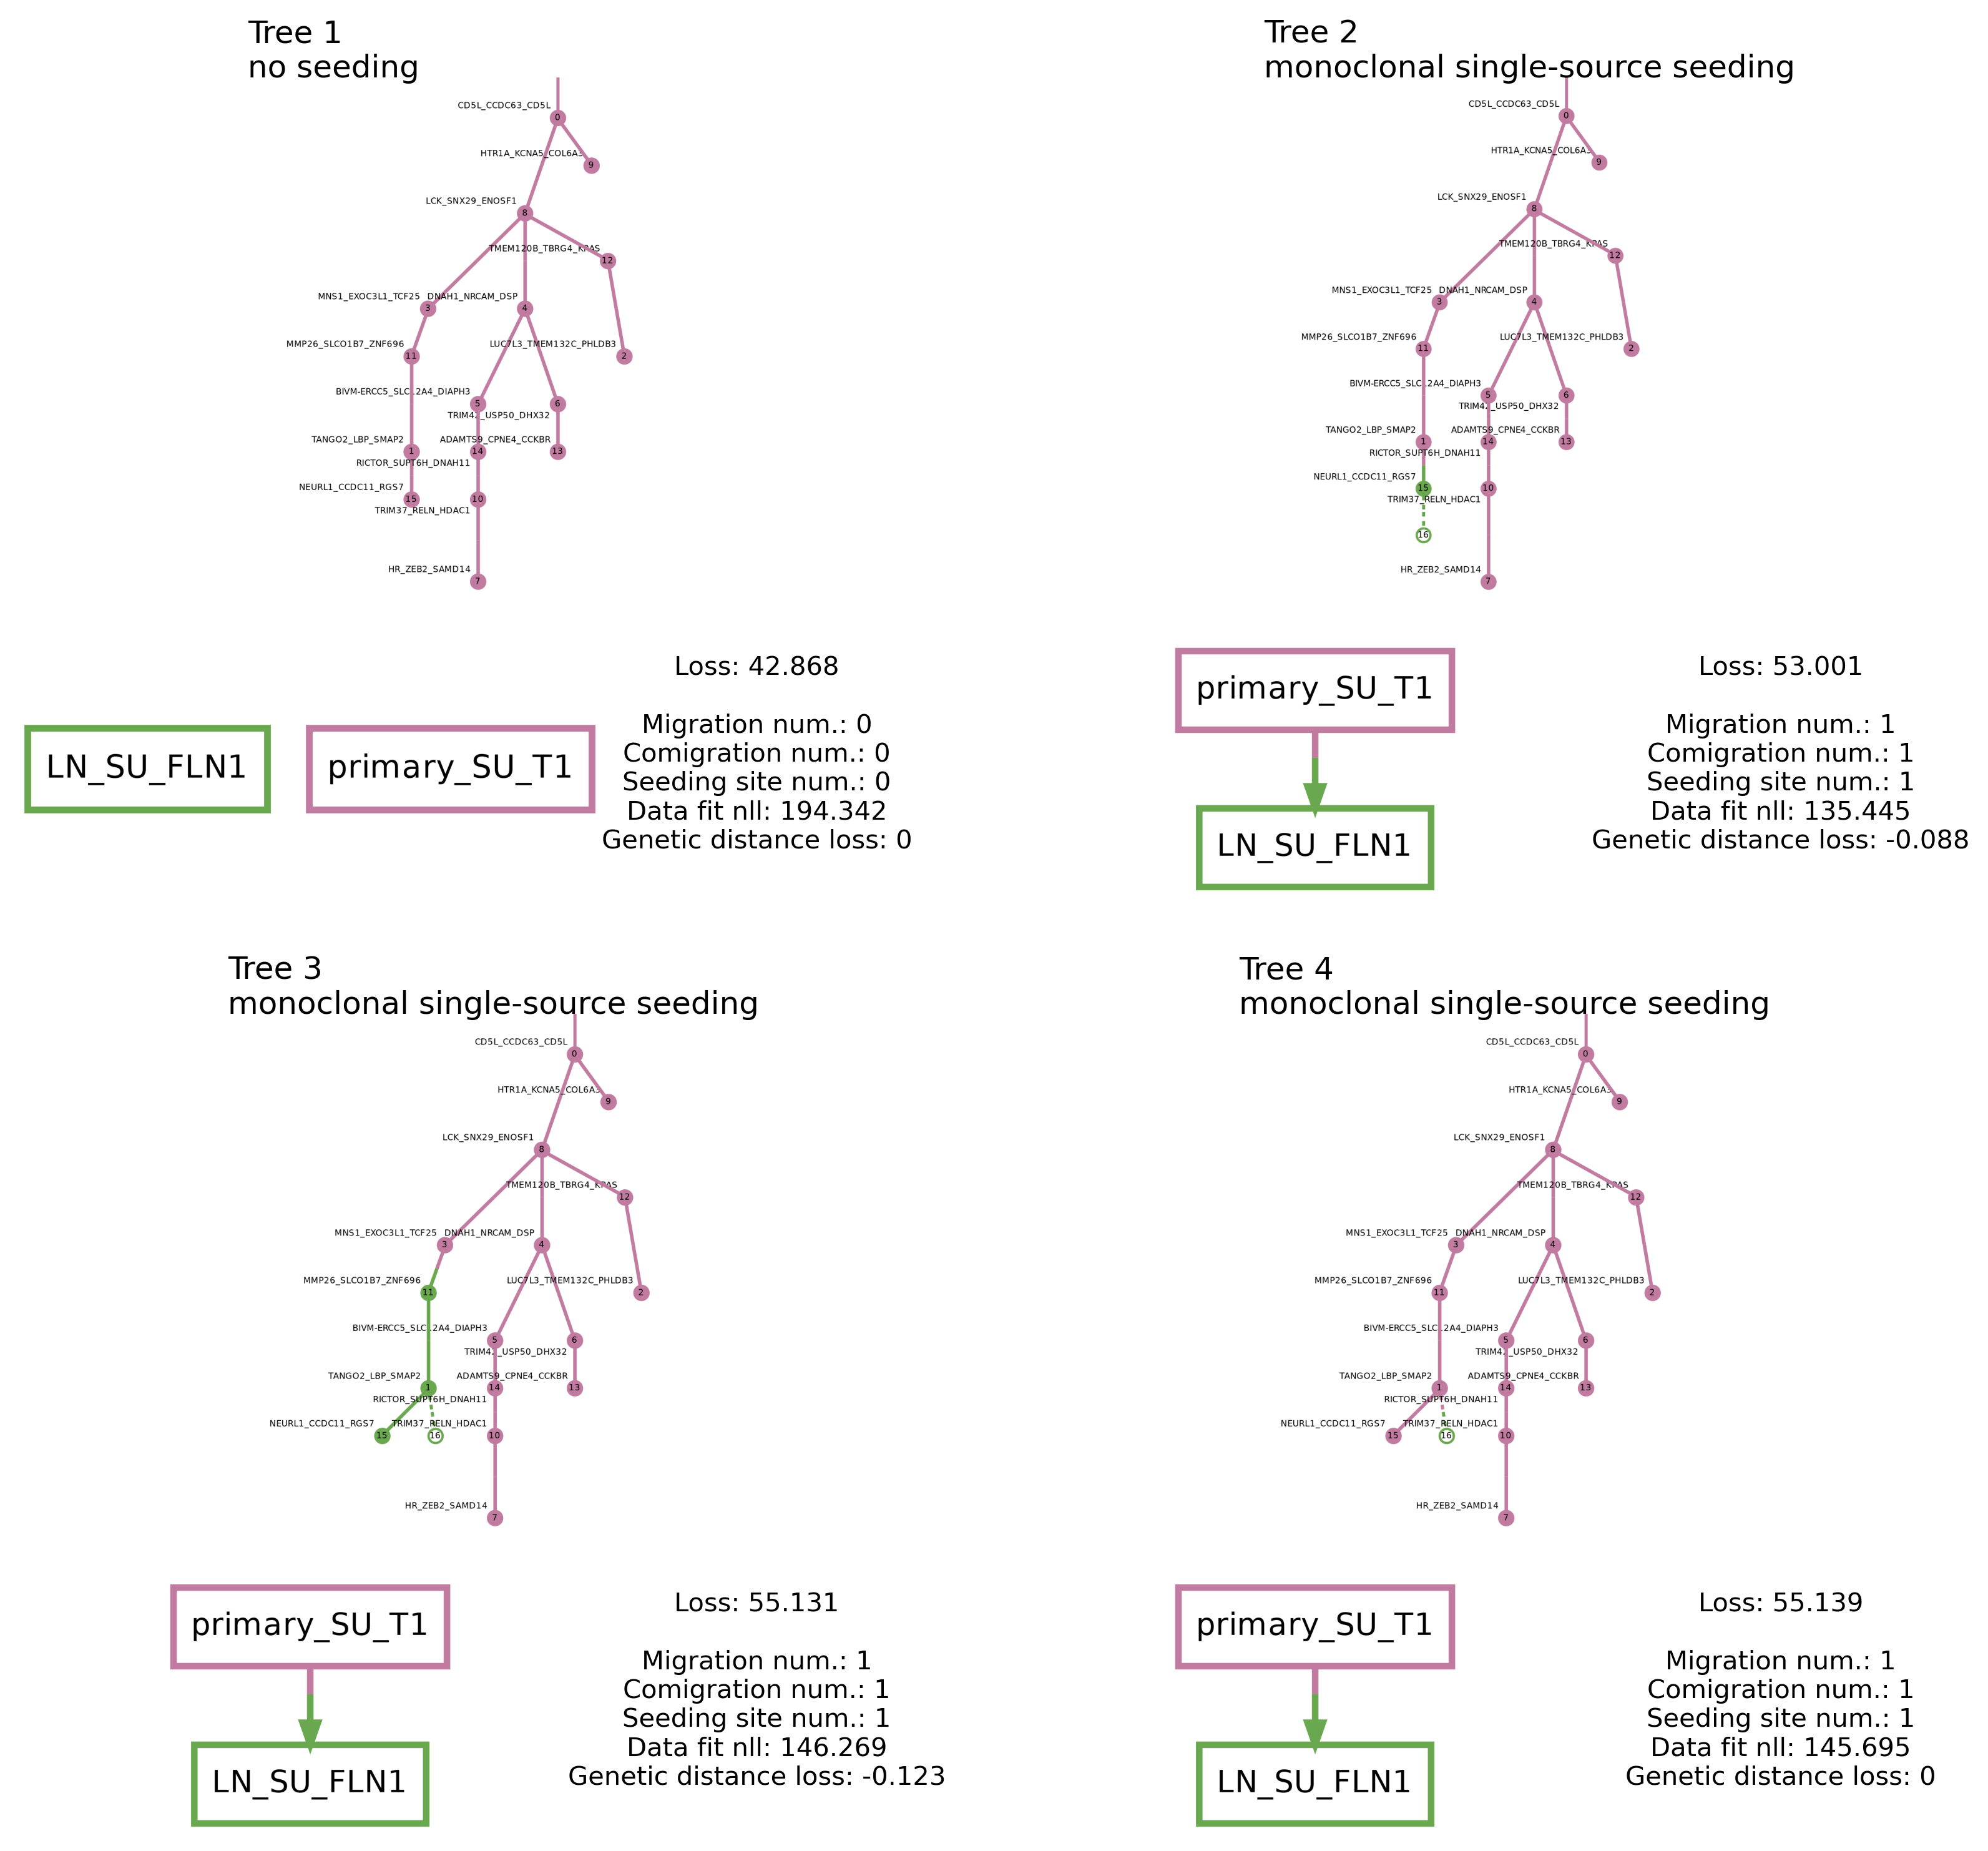 Tree 1
no seeding
CD5L_CCDC63_CD5L
0
HTR1A_KCNA5_COL6A3
9
LCK_SNX29_ENOSF1
8
TMEM120B_TBRG4_KRAS
12
MNS1_EXOC3L1_TCF25
3
DNAH1_NRCAM_DSP
4
MMP26_SLCO1B7_ZNF696
11
LUC7L3_TMEM132C_PHLDB3
2
BIVM-ERCC5_SLC12A4_DIAPH3
5
6
TRIM42_USP50_DHX32
TANGO2_LBP_SMAP2
1
ADAMTS9_CPNE4_CCKBR
14
13
RICTOR_SUPT6H_DNAH11
NEURL1_CCDC11_RGS7
15
10
TRIM37_RELN_HDAC1
HR_ZEB2_SAMD14
7
LN_SU_FLN1
primary_SU_T1
Loss: 42.868
Migration num.: 0
Comigration num.: 0
Seeding site num.: 0
Data fit nll: 194.342
Genetic distance loss: 0
Tree 2
monoclonal single-source seeding
CD5L_CCDC63_CD5L
0
HTR1A_KCNA5_COL6A3
9
LCK_SNX29_ENOSF1
8
TMEM120B_TBRG4_KRAS
12
MNS1_EXOC3L1_TCF25
3
DNAH1_NRCAM_DSP
4
MMP26_SLCO1B7_ZNF696
11
LUC7L3_TMEM132C_PHLDB3
2
BIVM-ERCC5_SLC12A4_DIAPH3
5
6
TRIM42_USP50_DHX32
TANGO2_LBP_SMAP2
1
ADAMTS9_CPNE4_CCKBR
14
13
RICTOR_SUPT6H_DNAH11
NEURL1_CCDC11_RGS7
15
10
TRIM37_RELN_HDAC1
16
HR_ZEB2_SAMD14
7
primary_SU_T1
LN_SU_FLN1
Loss: 53.001
Migration num.: 1
Comigration num.: 1
Seeding site num.: 1
Data fit nll: 135.445
Genetic distance loss: -0.088
Tree 3
monoclonal single-source seeding
CD5L_CCDC63_CD5L
0
HTR1A_KCNA5_COL6A3
9
LCK_SNX29_ENOSF1
8
TMEM120B_TBRG4_KRAS
12
MNS1_EXOC3L1_TCF25
3
DNAH1_NRCAM_DSP
4
MMP26_SLCO1B7_ZNF696
11
LUC7L3_TMEM132C_PHLDB3
2
BIVM-ERCC5_SLC12A4_DIAPH3
5
6
TRIM42_USP50_DHX32
TANGO2_LBP_SMAP2
1
ADAMTS9_CPNE4_CCKBR
14
13
RICTOR_SUPT6H_DNAH11
NEURL1_CCDC11_RGS7
15
TRIM37_RELN_HDAC1
16
10
HR_ZEB2_SAMD14
7
primary_SU_T1
LN_SU_FLN1
Loss: 55.131
Migration num.: 1
Comigration num.: 1
Seeding site num.: 1
Data fit nll: 146.269
Genetic distance loss: -0.123
Tree 4
monoclonal single-source seeding
CD5L_CCDC63_CD5L
0
HTR1A_KCNA5_COL6A3
9
LCK_SNX29_ENOSF1
8
TMEM120B_TBRG4_KRAS
12
MNS1_EXOC3L1_TCF25
3
DNAH1_NRCAM_DSP
4
MMP26_SLCO1B7_ZNF696
11
LUC7L3_TMEM132C_PHLDB3
2
BIVM-ERCC5_SLC12A4_DIAPH3
5
6
TRIM42_USP50_DHX32
TANGO2_LBP_SMAP2
1
ADAMTS9_CPNE4_CCKBR
14
13
RICTOR_SUPT6H_DNAH11
NEURL1_CCDC11_RGS7
15
TRIM37_RELN_HDAC1
16
10
HR_ZEB2_SAMD14
7
primary_SU_T1
LN_SU_FLN1
Loss: 55.139
Migration num.: 1
Comigration num.: 1
Seeding site num.: 1
Data fit nll: 145.695
Genetic distance loss: 0